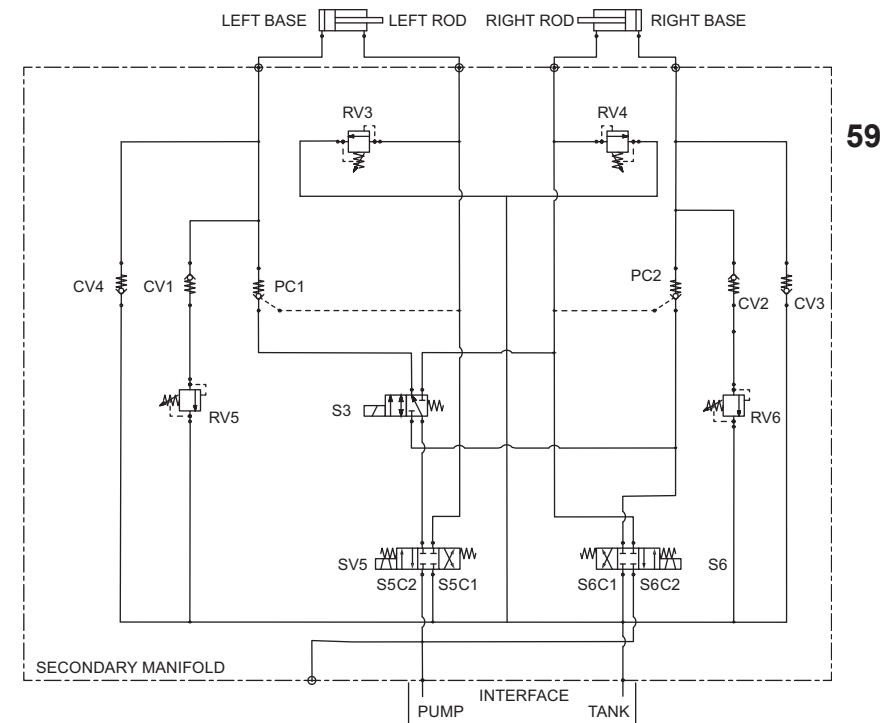 LEFT BASE LEFT ROD RIGHT ROD RIGHT BASE
RV3 RV4
59
CV4 CV1 PC1 PC2 CV2 CV3
S3 RV5 RV6
SV5 S5C2 S5C1 S6C1 S6C2 S6
SECONDARY MANIFOLD
INTERFACE
PUMP TANK